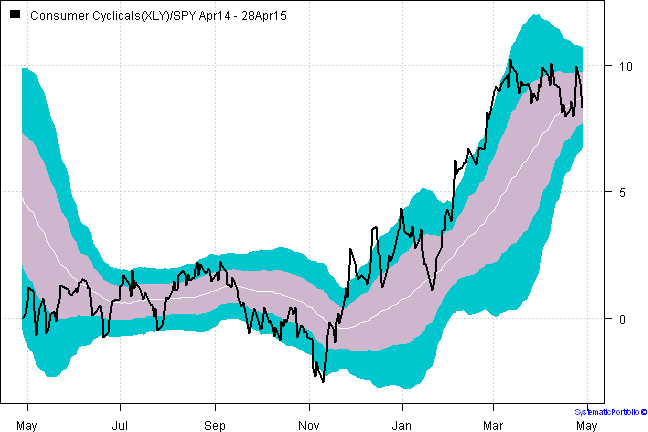 Consumer Cyclicals(XLY)/SPY Apr14 - 28Apr15
10
5
0
May Jul Sep Nov Jan Mar May
SystematicPortfolio ©